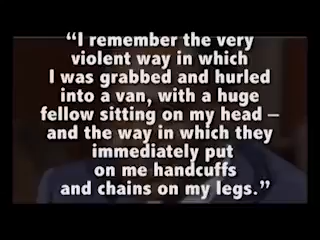 “I remember the very
violent way in which
I was grabbed and hurled
into a van, with a huge
fellow sitting on my head –
and the way in which they
immediately put
on me handcuffs
and chains on my legs.”